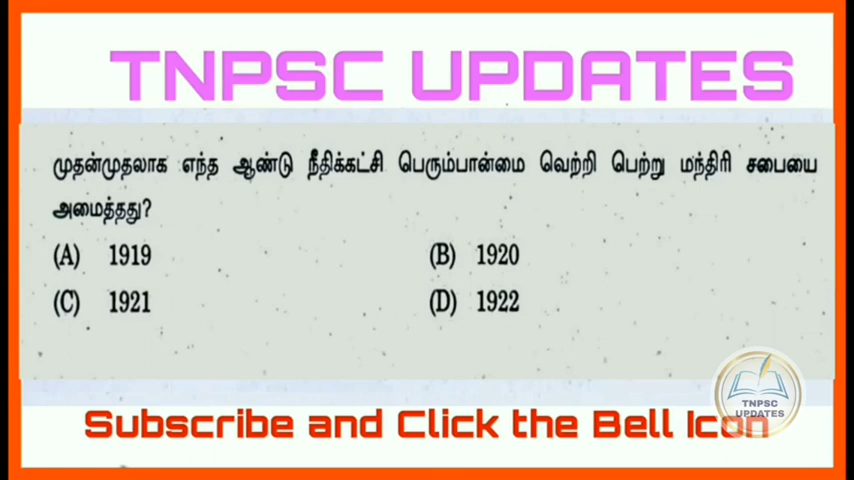 TNPSC UPDATES
முதன்முதலாக எந்த ஆண்டு நீதிக்கட்சி பெரும்பான்மை வெற்றி பெற்று மந்திரி சபையை
அமைத்தது?
(A) 1919 (B) 1920
(C) 1921 (D) 1922
TNPSC
UPDATES
Subscribe and Click the Bell Icon